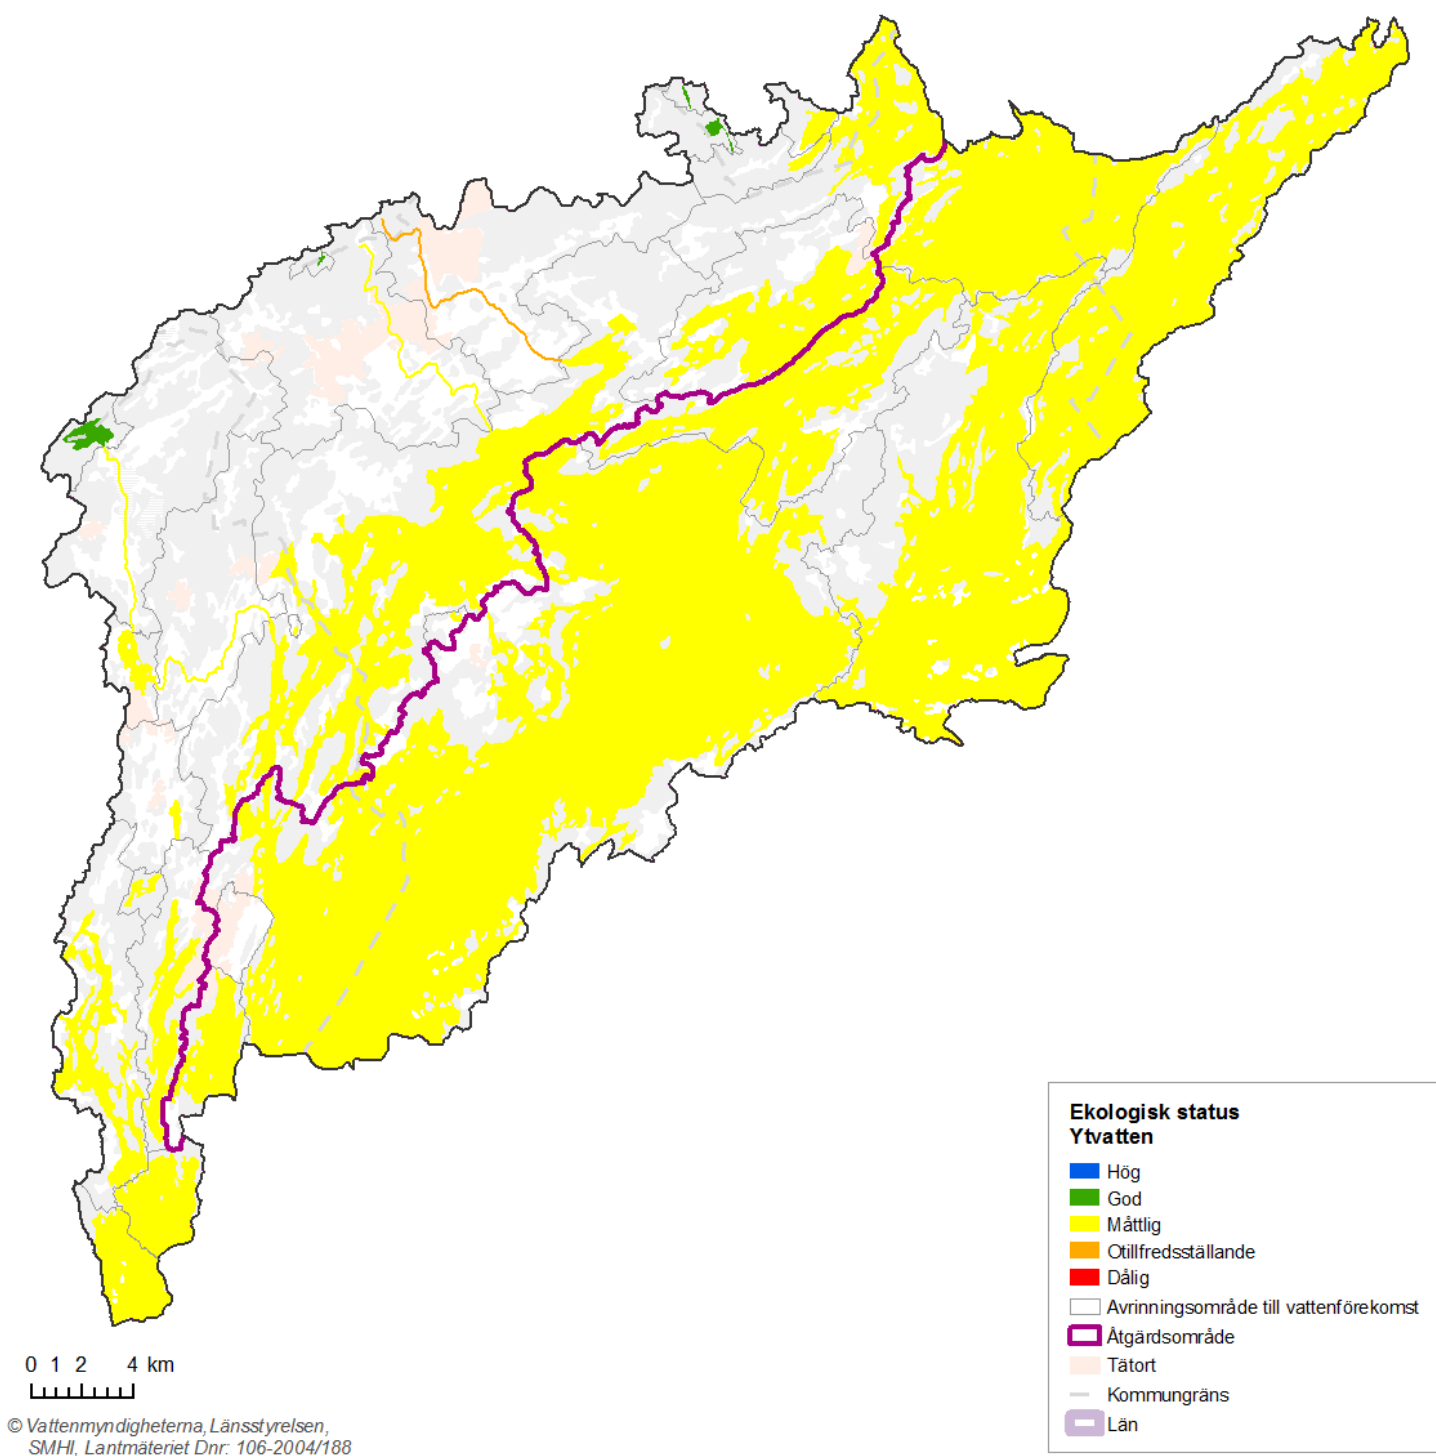 Ekologisk status
Ytvatten
Hög
God
Måttlig
Otillfredsställande
Dålig
Avrinningsområde till vattenförekomst
Åtgärdsområde
Tätort
Kommungräns
Län
0 1 2 4 km
© Vattenmyndigheterna, Länsstyrelsen,
SMHI, Lantmäteriet Dnr: 106-2004/188